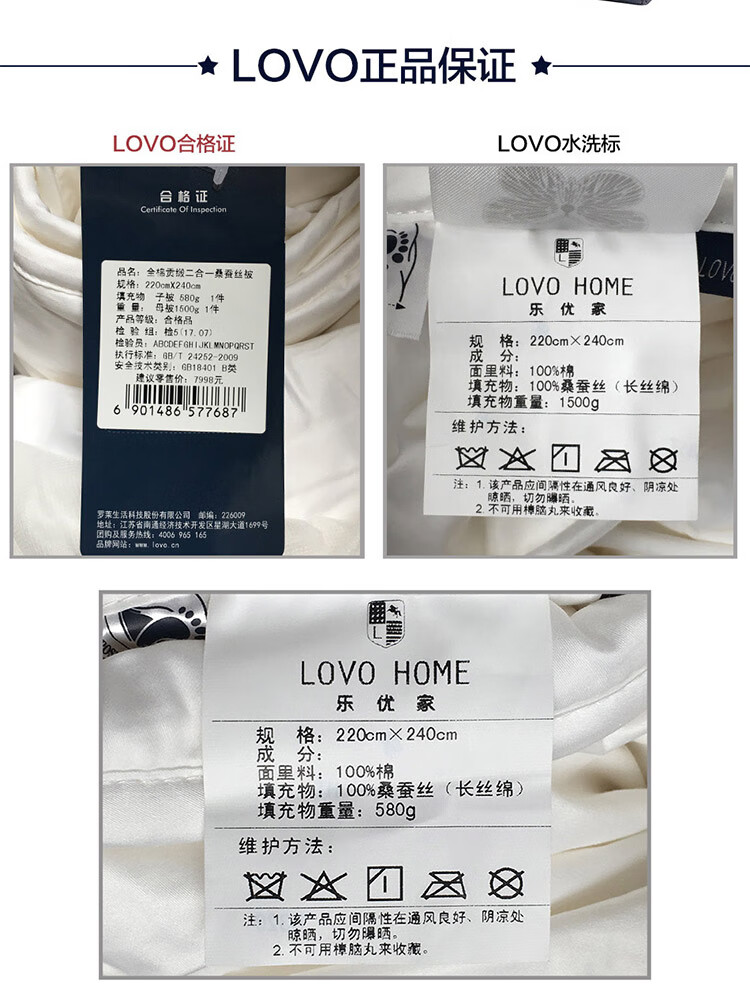 LOVO正品保证
LOVO合格证
LOVO水洗标
合格证
Certificate Of Inspection
品名：全棉贡缎二合一桑蚕丝被
规格：220cmX240cm
填充物 子被 580g 1件
重 量： 母被1500g 1件
产品等级：合格品
检 验 组：检5(17.07)
检验员：ABCDEFGHIJKLMNOPQRST
执行标准：GB/T 24252-2009
安全技术类别：GB18401 B类
建议零售价：7998元
6 901486 577687
罗莱生活科技股份有限公司 邮编：226009
地址：江苏省南通经济技术开发区星湖大道1699号
团购及服务热线：4006 965 165
品牌网站：www.lovo.cn
LOVO
L
LOVO HOME
乐 优 家
规 格：220cm×240cm
成 分：
面里料：100%棉
填充物：100%桑蚕丝（长丝绵）
填充物重量：1500g
维护方法：
注：1.该产品应间隔性在通风良好、阴凉处
晾晒，切勿曝晒。
2.不可用樟脑丸来收藏。
L
LOVO HOME
乐 优 家
规 格：220cm×240cm
成 分：
面里料：100%棉
填充物：100%桑蚕丝（长丝绵）
填充物重量：580g
维护方法：
注：1.该产品应间隔性在通风良好、阴凉处
晾晒，切勿曝晒。
2.不可用樟脑丸来收藏。